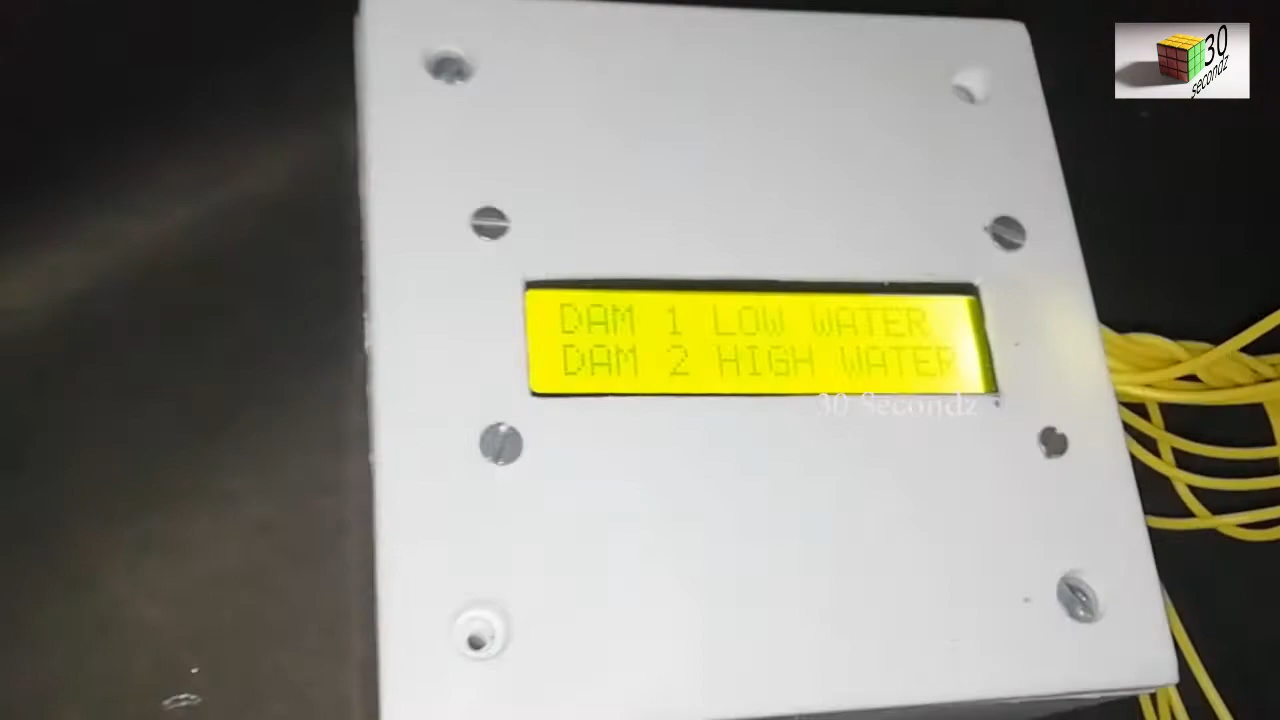 30
secondz
DAM 1 LOW WATER
DAM 2 HIGH WATER
30 Secondz